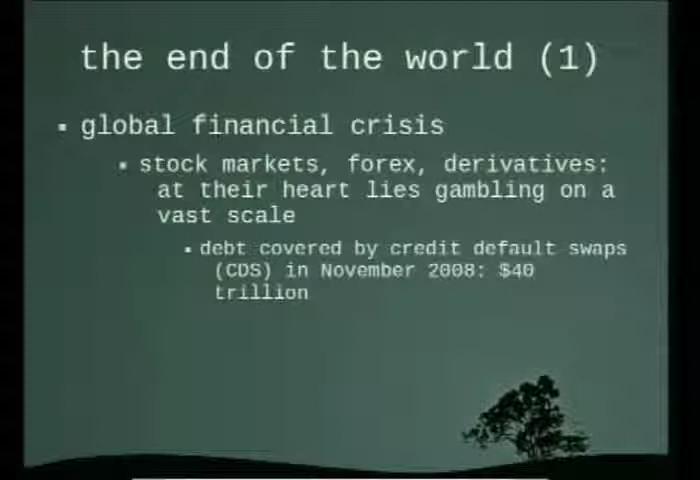 the end of the world (1)
▪ global financial crisis
▪ stock markets, forex, derivatives:
at their heart lies gambling on a
vast scale
▪ debt covered by credit default swaps
(CDS) in November 2008: $40
trillion